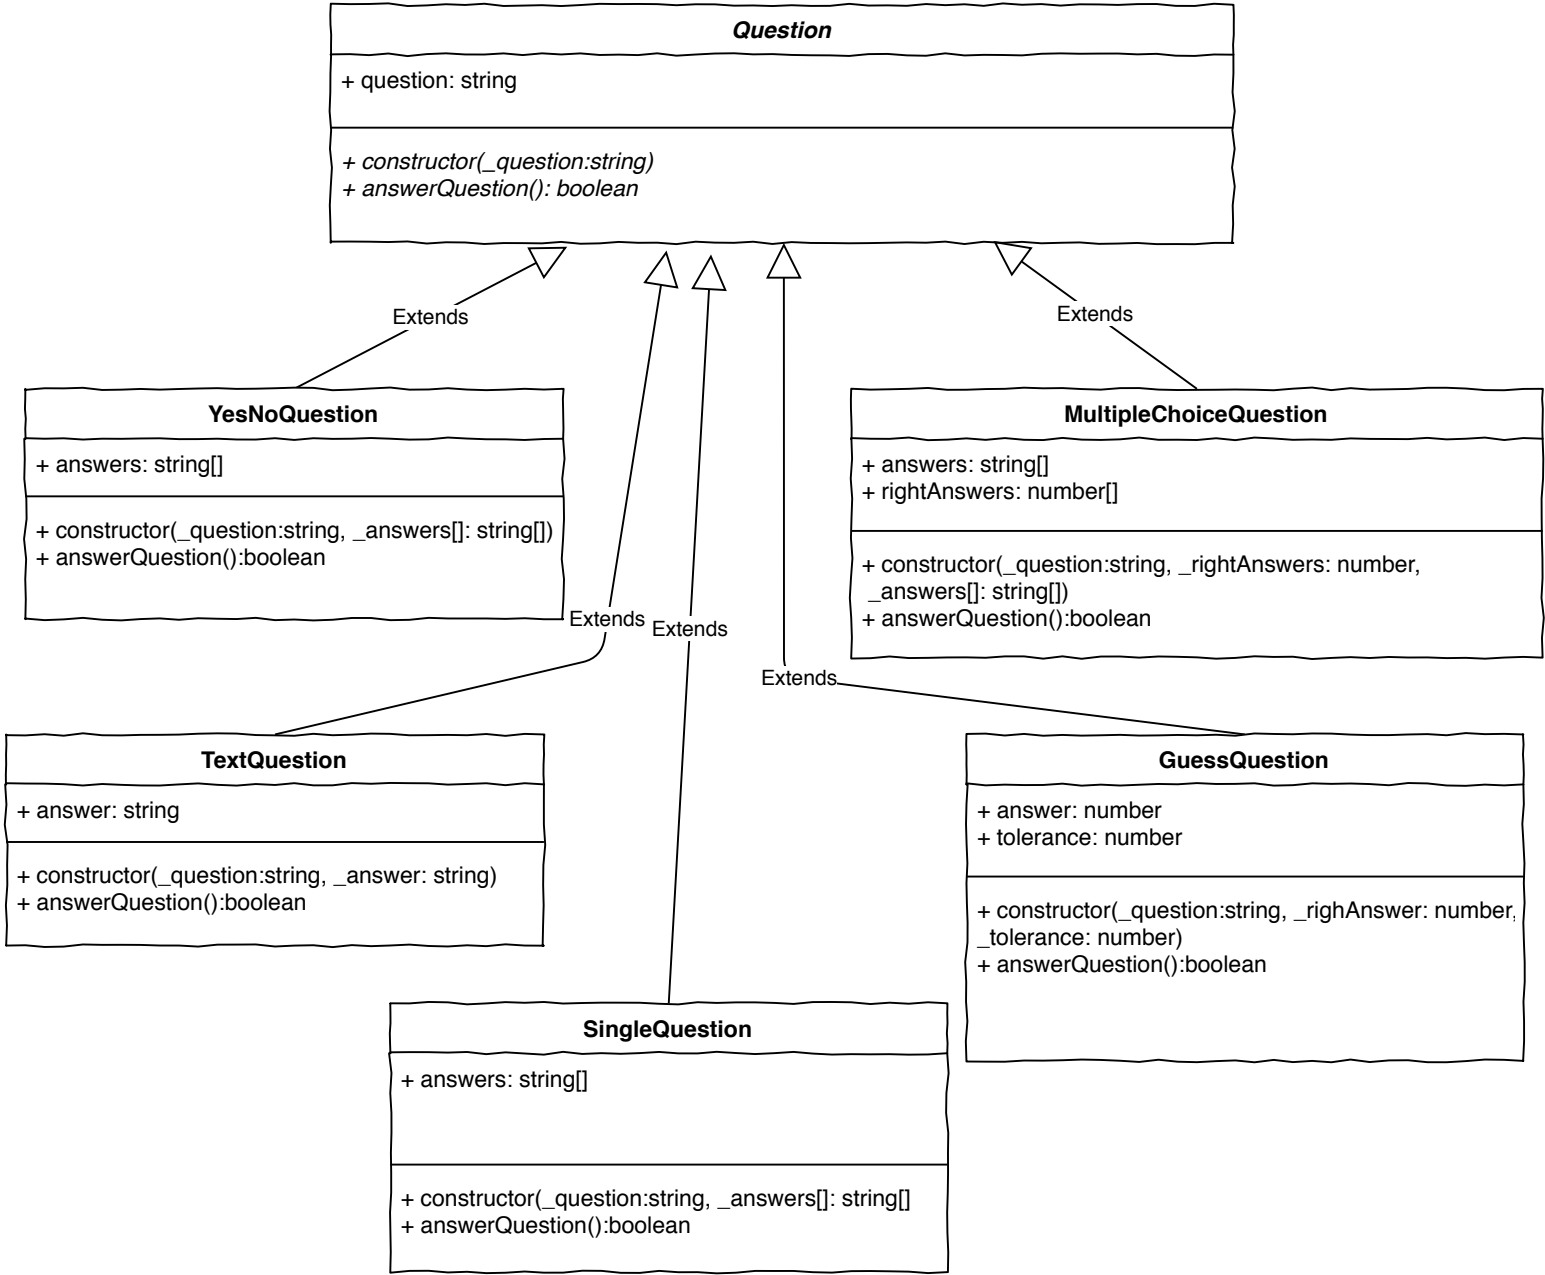 Question
+ question: string
+ constructor(_question:string)
+ answerQuestion(): boolean
Extends
Extends
YesNoQuestion
+ answers: string[]
+ constructor(_question:string, _answers[]: string[])
+ answerQuestion():boolean
MultipleChoiceQuestion
+ answers: string[]
+ rightAnswers: number[]
+ constructor(_question:string, _rightAnswers: number,
_answers[]: string[])
+ answerQuestion():boolean
Extends
Extends
Extends
TextQuestion
+ answer: string
+ constructor(_question:string, _answer: string)
+ answerQuestion():boolean
GuessQuestion
+ answer: number
+ tolerance: number
+ constructor(_question:string, _righAnswer: number,
_tolerance: number)
+ answerQuestion():boolean
SingleQuestion
+ answers: string[]
+ constructor(_question:string, _answers[]: string[]
+ answerQuestion():boolean